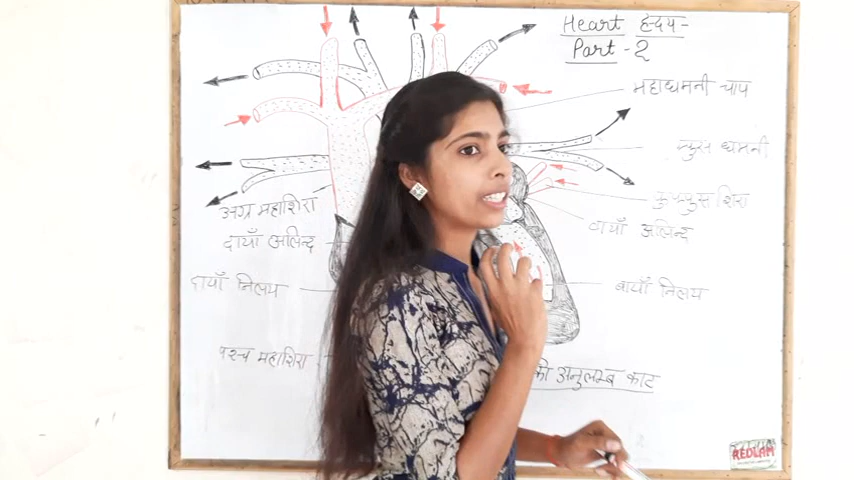 Heart हृदय-
Part-2
महाधमनी चाप
धमनी
शिरा
बायाँ अलिन्द
बायाँ निलय
अग्र महाशिरा
दायाँ अलिन्द
दायाँ निलय
पश्च महाशिरा
की अनुलम्ब काट
REDLAM